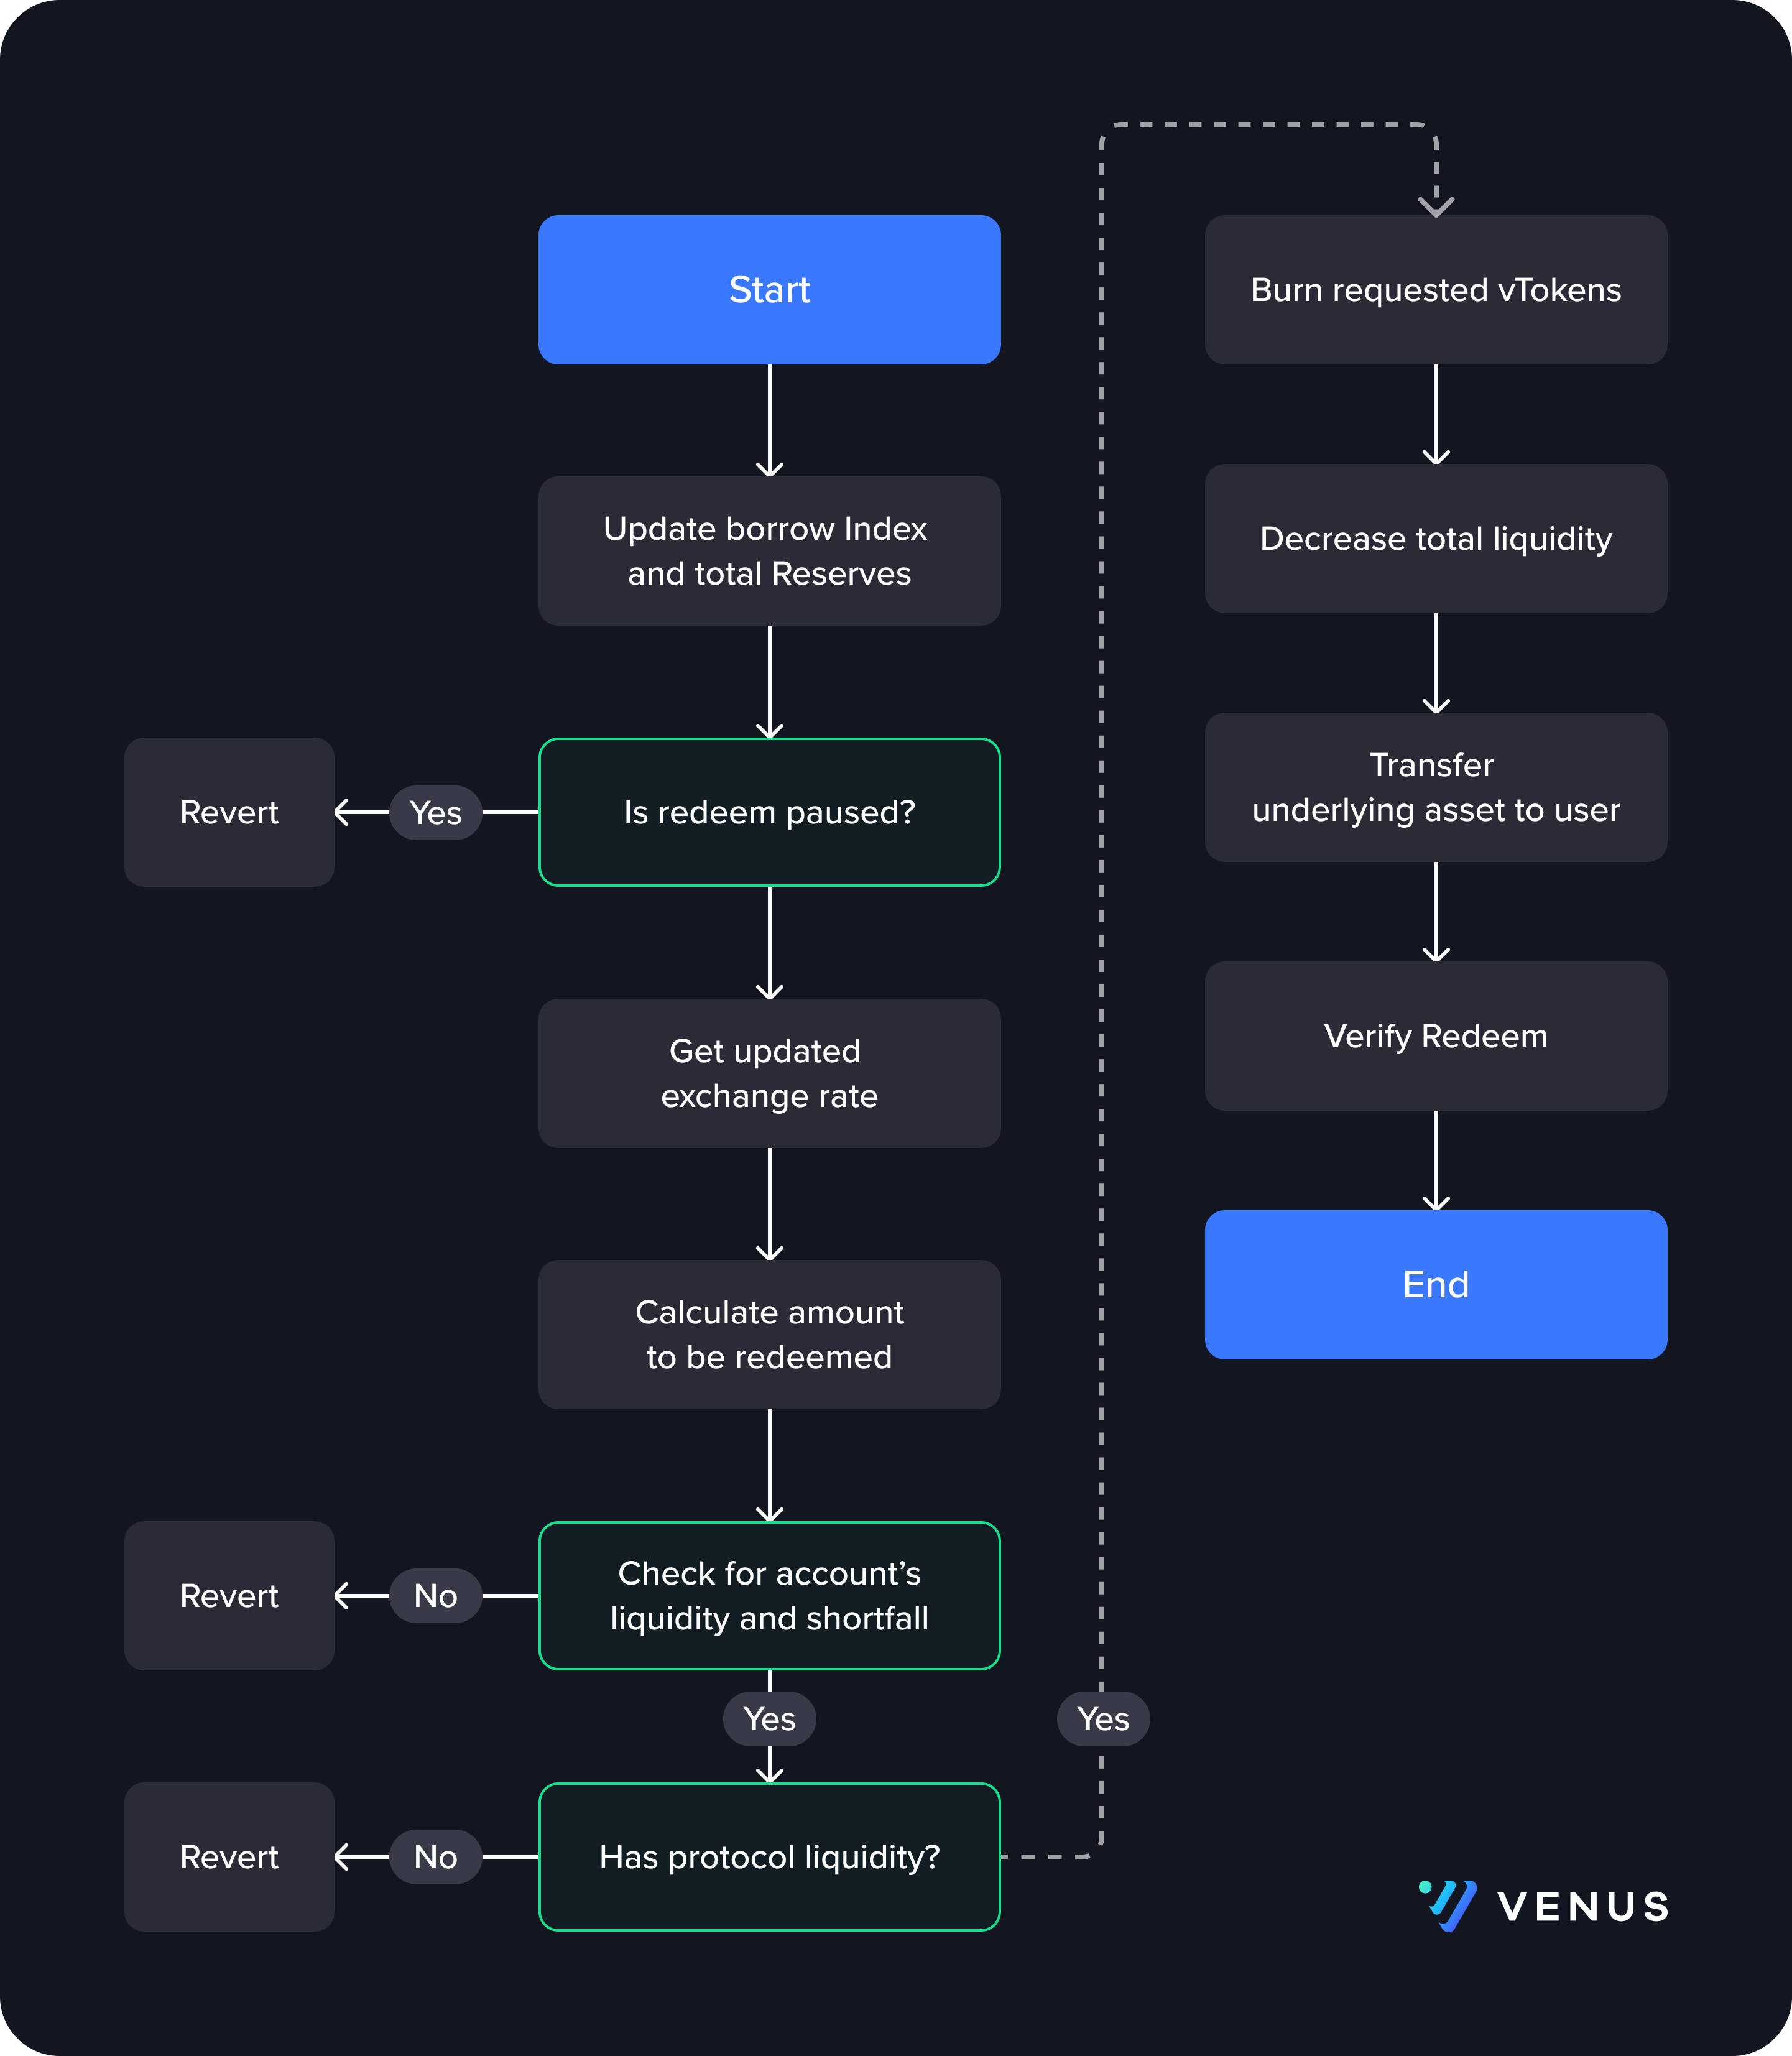 Start
Update borrow Index
and total Reserves
Revert
Yes
Is redeem paused?
Get updated
exchange rate
Calculate amount
to be redeemed
Revert
No
Check for account’s
liquidity and shortfall
Yes
Revert
No
Has protocol liquidity?
Yes
Burn requested vTokens
Decrease total liquidity
Transfer
underlying asset to user
Verify Redeem
End
VENUS